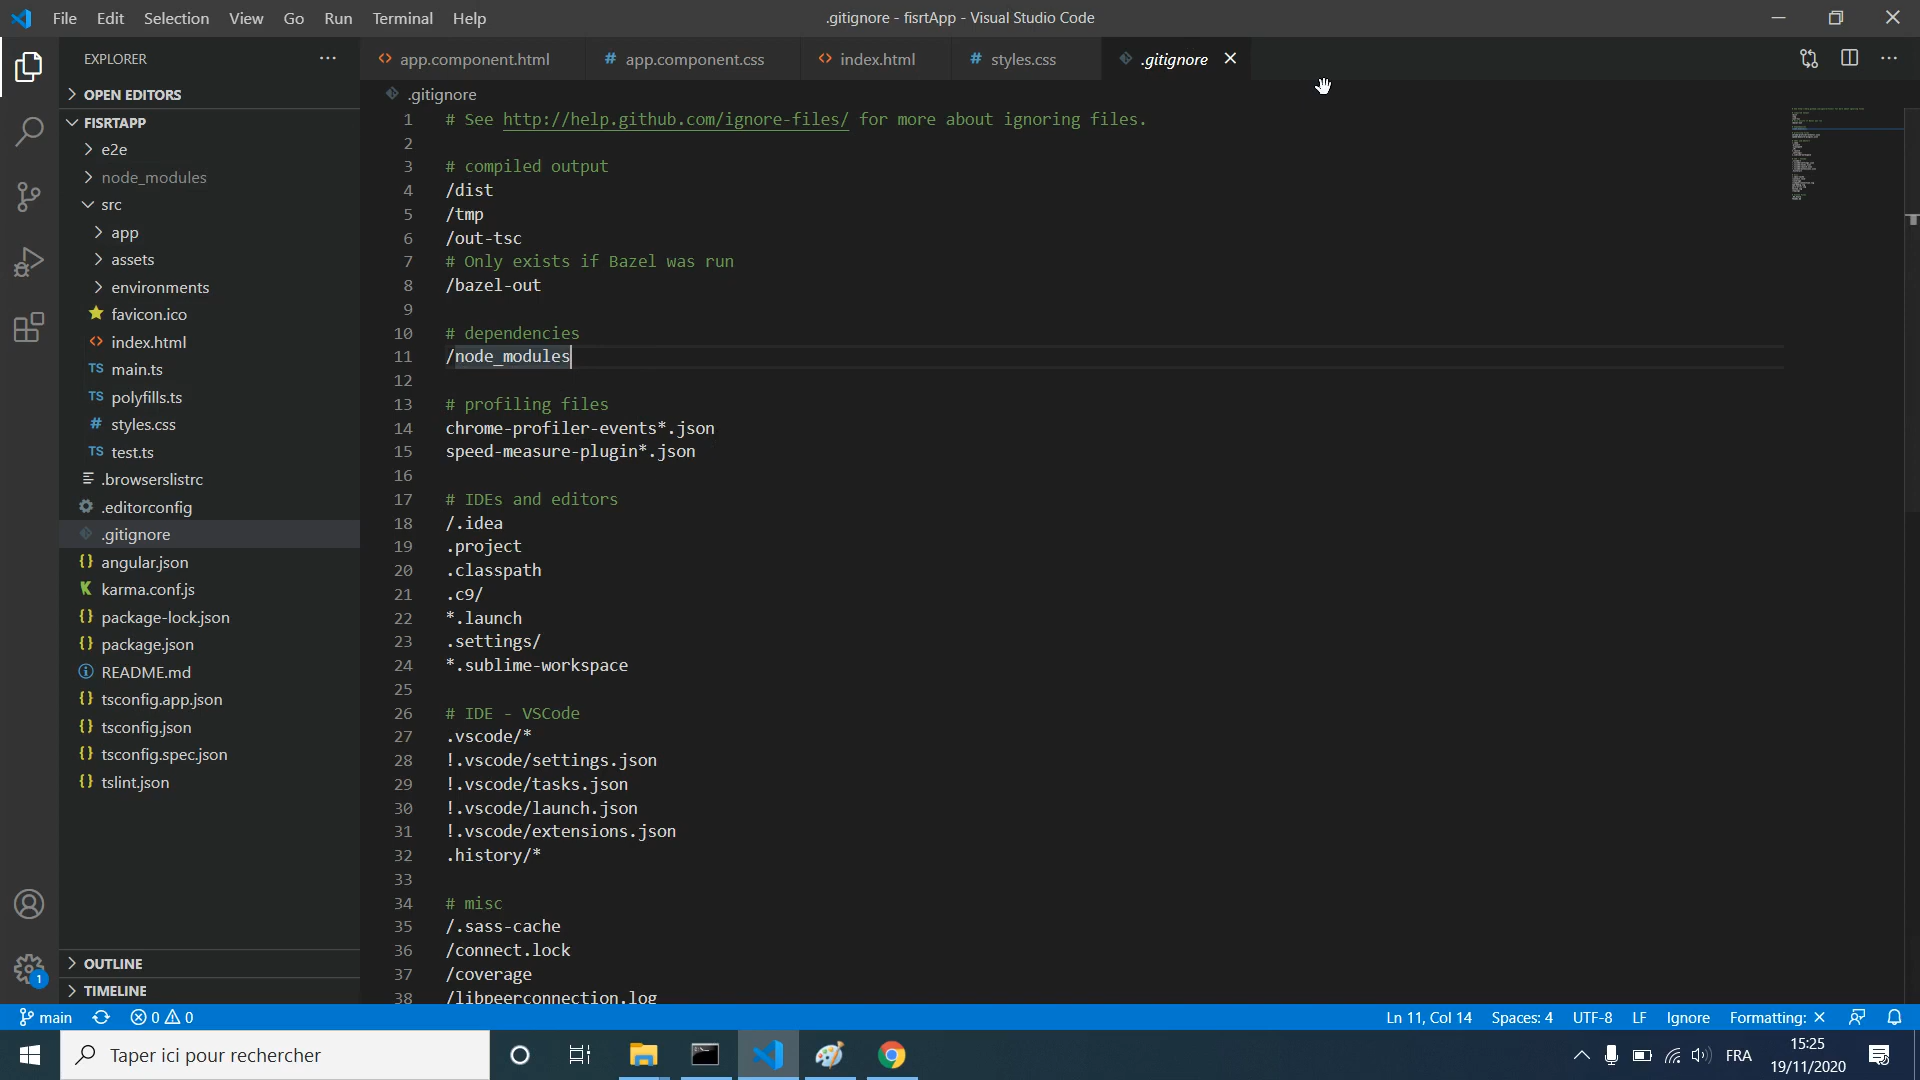 File Edit Selection View Go Run Terminal Help
.gitignore - fisrtApp - Visual Studio Code
EXPLORER
app.component.html
app.component.css
index.html
styles.css
.gitignore
OPEN EDITORS
FISRTAPP
e2e
node_modules
src
app
assets
environments
favicon.ico
index.html
TS main.ts
TS polyfills.ts
# styles.css
TS test.ts
.browserslistrc
.editorconfig
.gitignore
{} angular.json
karma.conf.js
{} package-lock.json
{} package.json
README.md
{} tsconfig.app.json
{} tsconfig.json
{} tsconfig.spec.json
{} tslint.json
OUTLINE
TIMELINE
.gitignore
1 # See http://help.github.com/ignore-files/ for more about ignoring files.
2
3 # compiled output
4 /dist
5 /tmp
6 /out-tsc
7 # Only exists if Bazel was run
8 /bazel-out
9
10 # dependencies
11 /node_modules
12
13 # profiling files
14 chrome-profiler-events*.json
15 speed-measure-plugin*.json
16
17 # IDEs and editors
18 /.idea
19 .project
20 .classpath
21 .c9/
22 *.launch
23 .settings/
24 *.sublime-workspace
25
26 # IDE - VSCode
27 .vscode/*
28 !.vscode/settings.json
29 !.vscode/tasks.json
30 !.vscode/launch.json
31 !.vscode/extensions.json
32 .history/*
33
34 # misc
35 /.sass-cache
36 /connect.lock
37 /coverage
38 /libpeerconnection.log
1
main 0 0
Ln 11, Col 14 Spaces: 4 UTF-8 LF Ignore Formatting: ×
Taper ici pour rechercher
FRA
15:25
19/11/2020